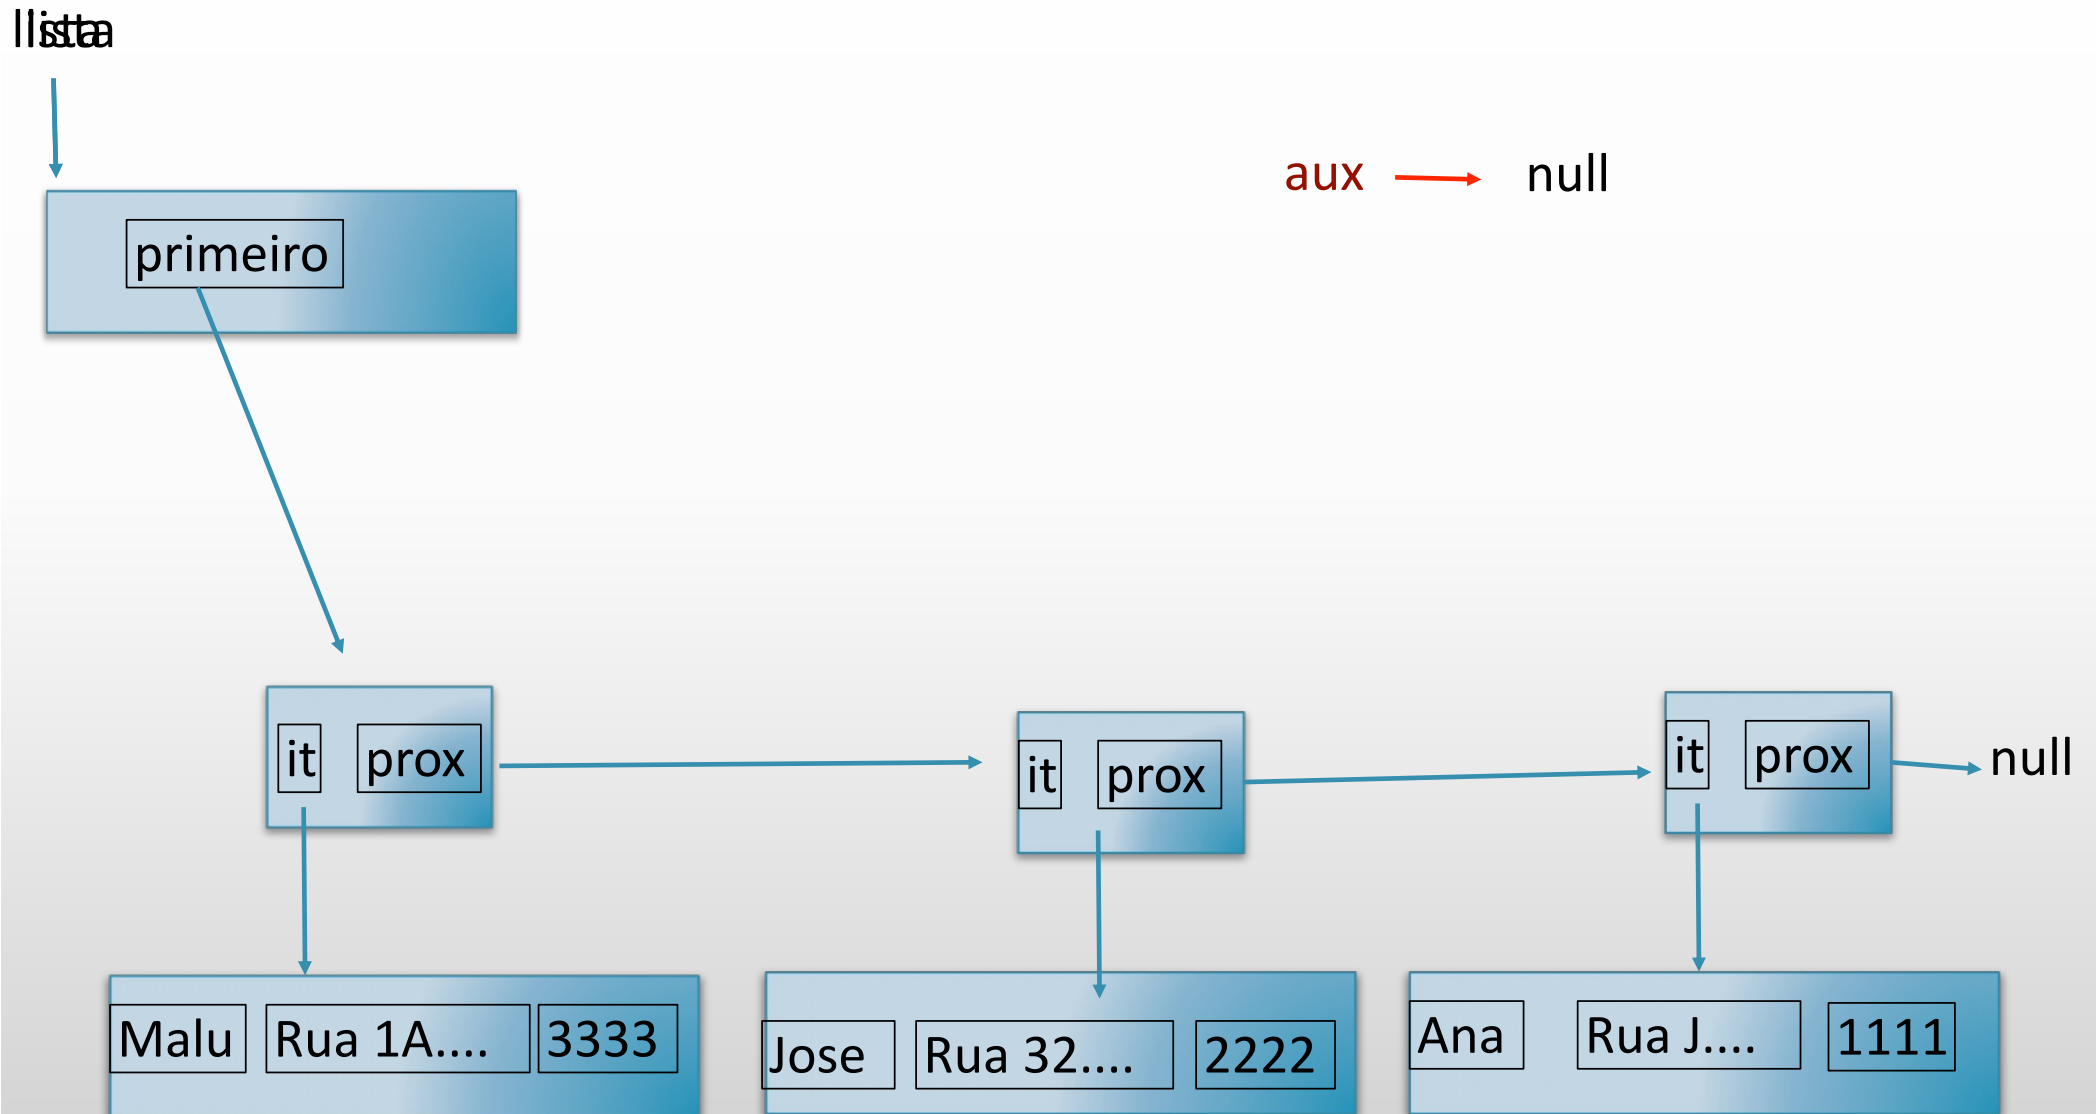 lista
aux null
primeiro
it prox it prox it prox null
Malu Rua 1A.... 3333 Jose Rua 32.... 2222 Ana Rua J.... 1111